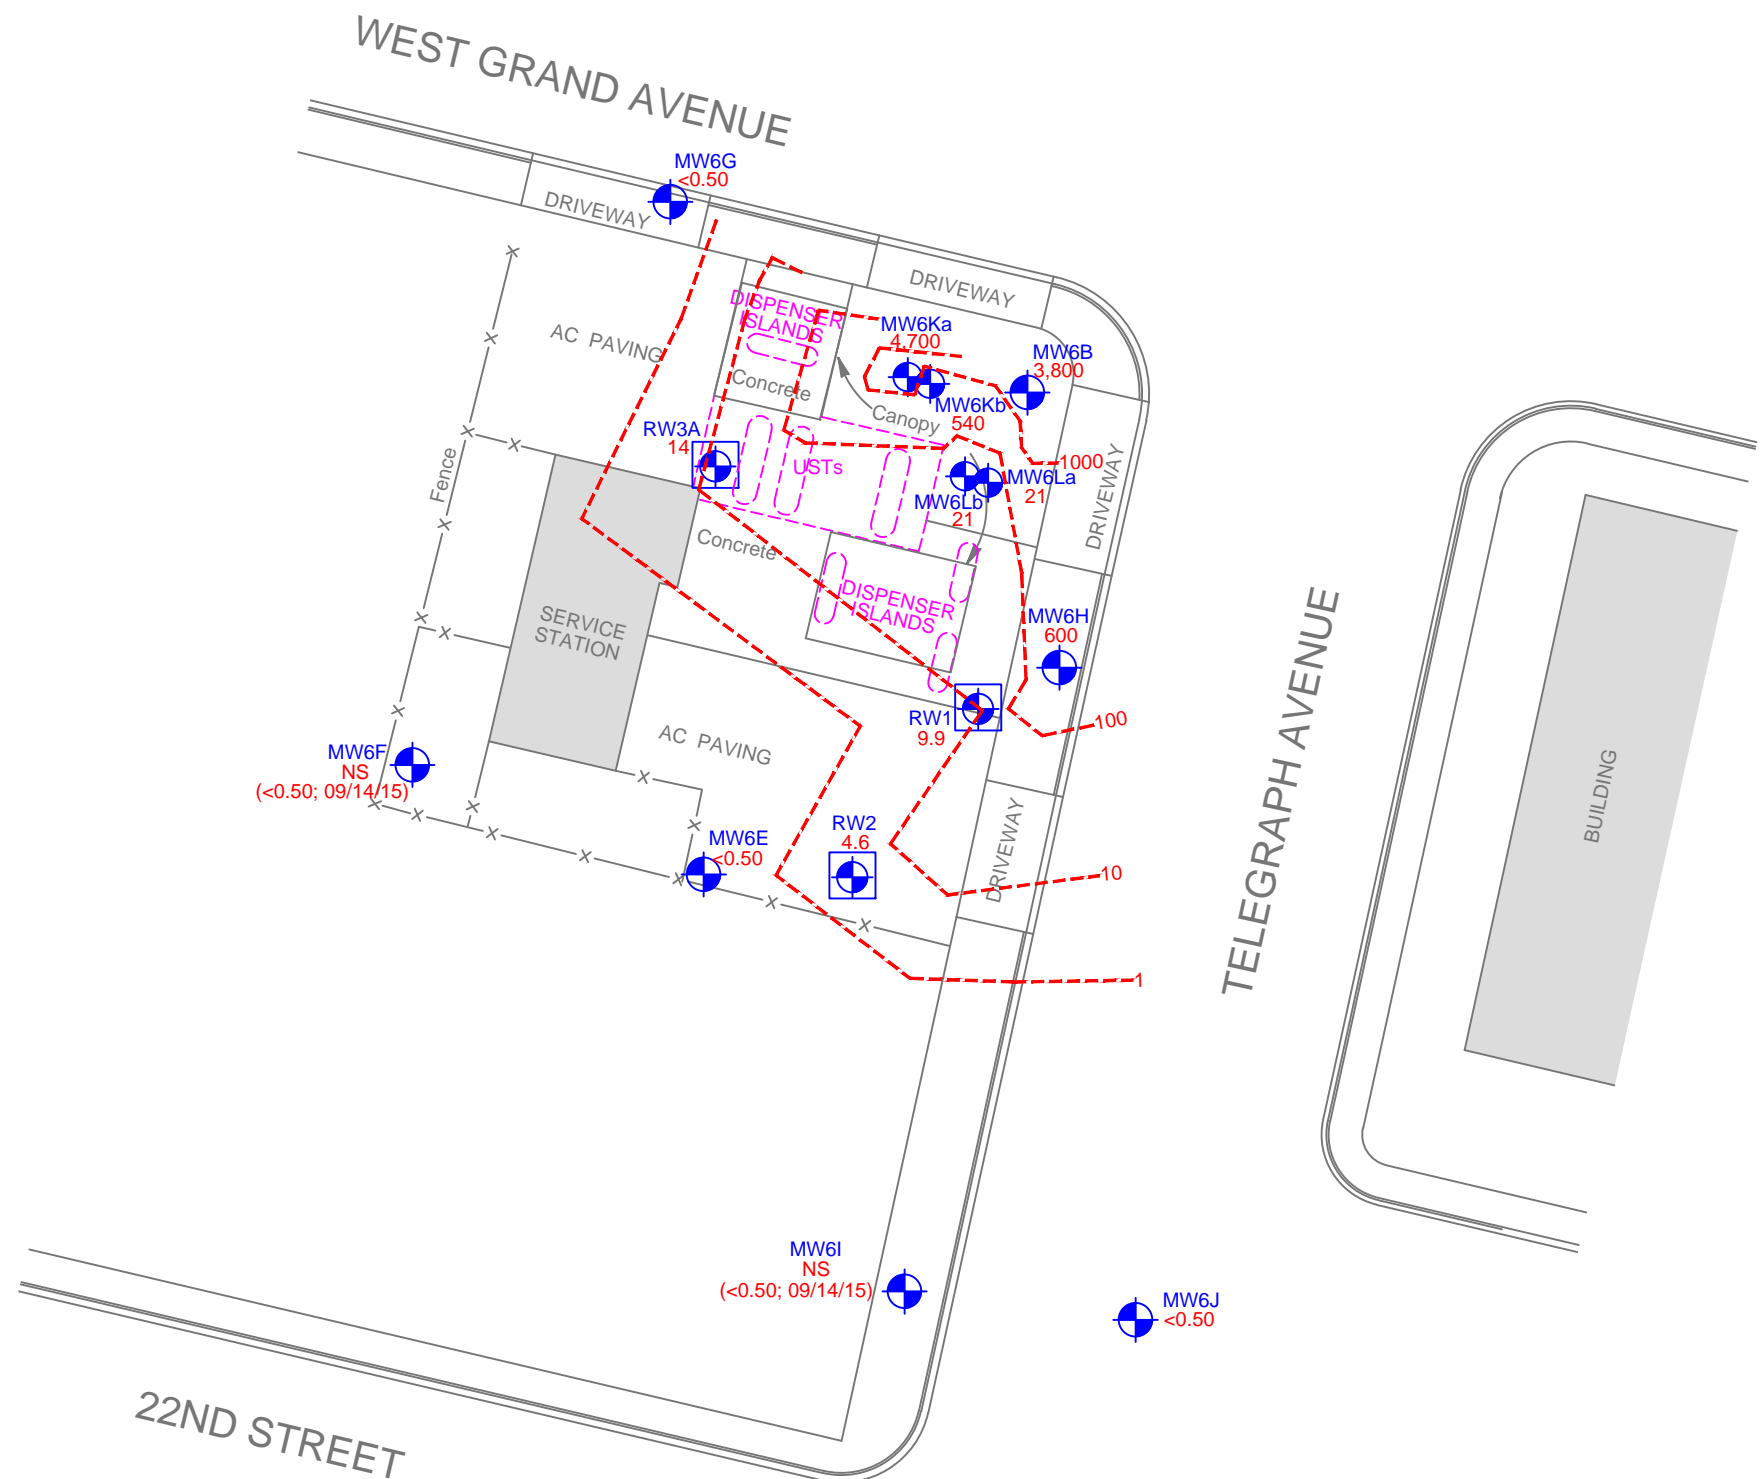 WEST GRAND AVENUE
MW6G
<0.50
DRIVEWAY
DRIVEWAY
DISPENSER
ISLANDS
AC PAVING
MW6Ka
4,700
MW6B
3,800
Concrete
Canopy
MW6Kb
540
RW3A
14
USTs
1000
Fence
MW6La
21
MW6Lb
21
DRIVEWAY
Concrete
DISPENSER
ISLANDS
SERVICE
STATION
MW6H
600
TELEGRAPH AVENUE
RW1
9.9
100
AC PAVING
MW6F
NS
(<0.50; 09/14/15)
BUILDING
MW6E
<0.50
RW2
4.6
DRIVEWAY
10
1
MW6I
NS
(<0.50; 09/14/15)
MW6J
<0.50
22ND STREET